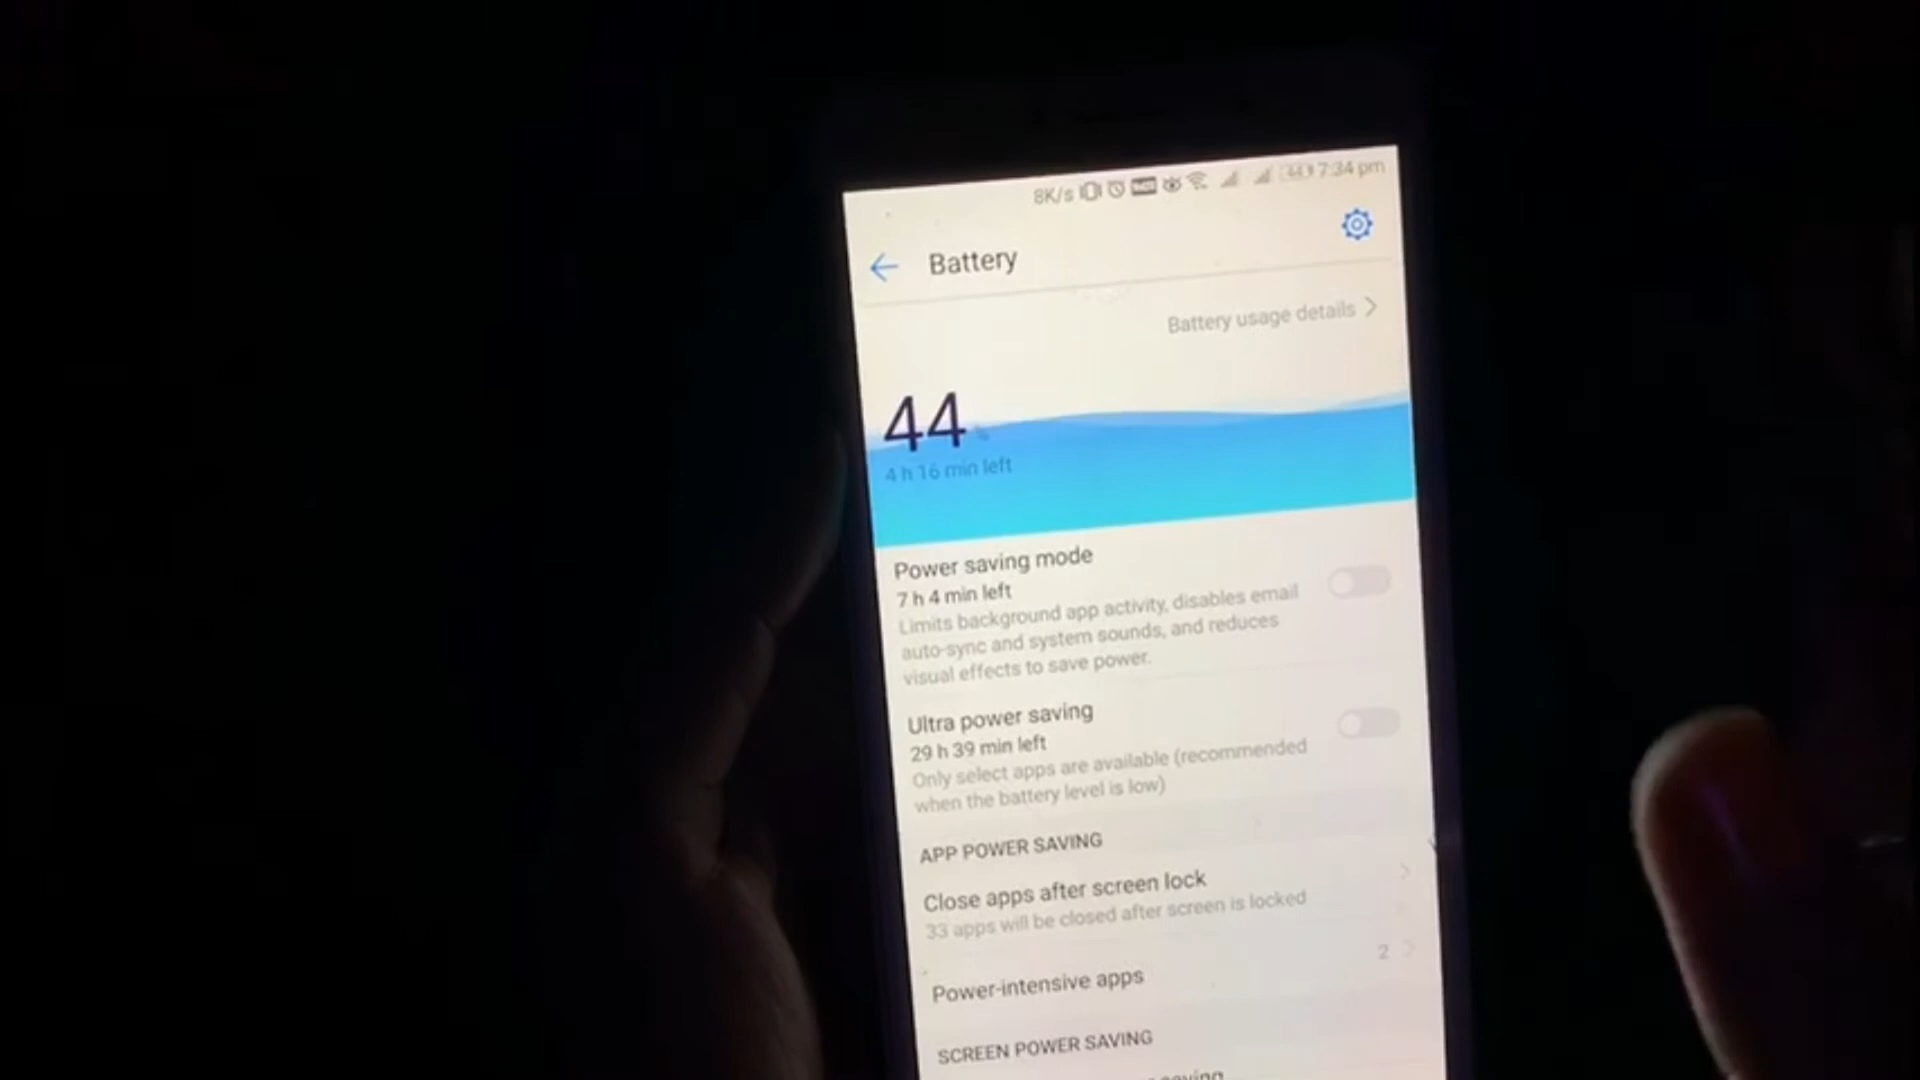 8K/s 44 7:34 pm
Battery
Battery usage details
44
4 h 16 min left
Power saving mode
7 h 4 min left
Limits background app activity, disables email
auto-sync and system sounds, and reduces
visual effects to save power.
Ultra power saving
29 h 39 min left
Only select apps are available (recommended
when the battery level is low)
APP POWER SAVING
Close apps after screen lock
33 apps will be closed after screen is locked
Power-intensive apps 2
SCREEN POWER SAVING
saving